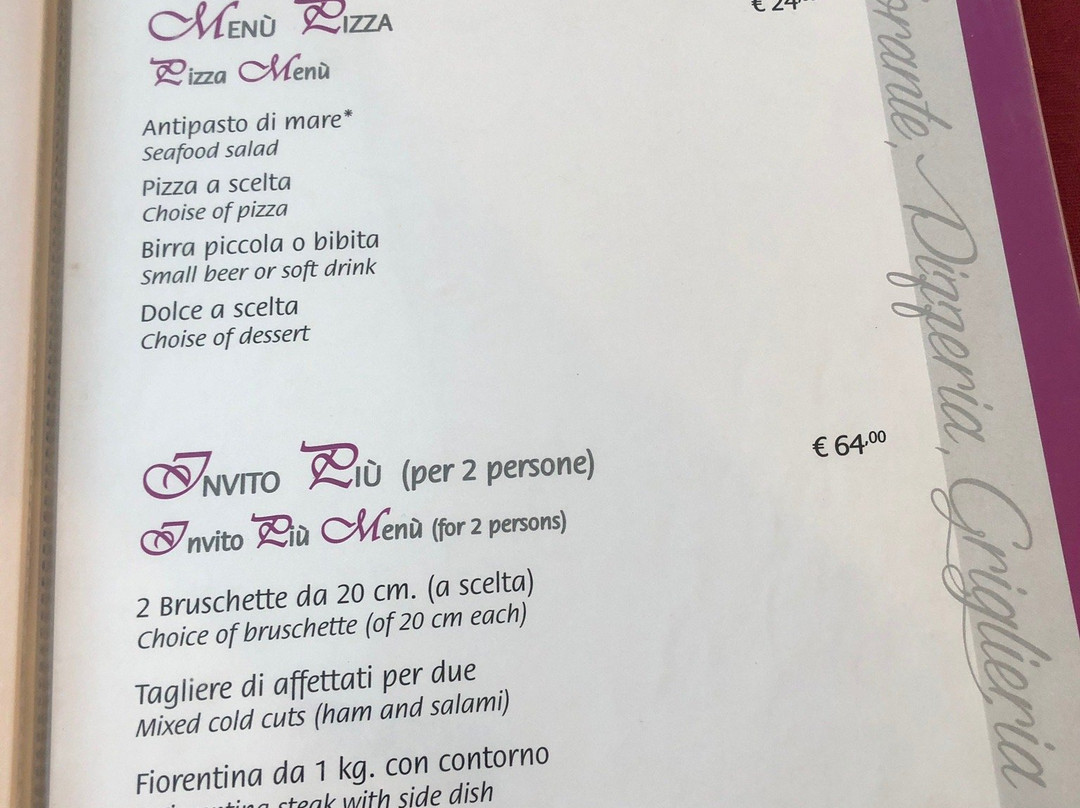 MENÙ PIZZA
€ 24
Pizza Menù
Antipasto di mare*
Seafood salad
Pizza a scelta
Choise of pizza
Birra piccola o bibita
Small beer or soft drink
Dolce a scelta
Choise of dessert
INVITO PIÙ (per 2 persone)
€ 64,00
Invito Più Menù (for 2 persons)
2 Bruschette da 20 cm. (a scelta)
Choice of bruschette (of 20 cm each)
Tagliere di affettati per due
Mixed cold cuts (ham and salami)
Fiorentina da 1 kg. con contorno
steak with side dish
Griglieria